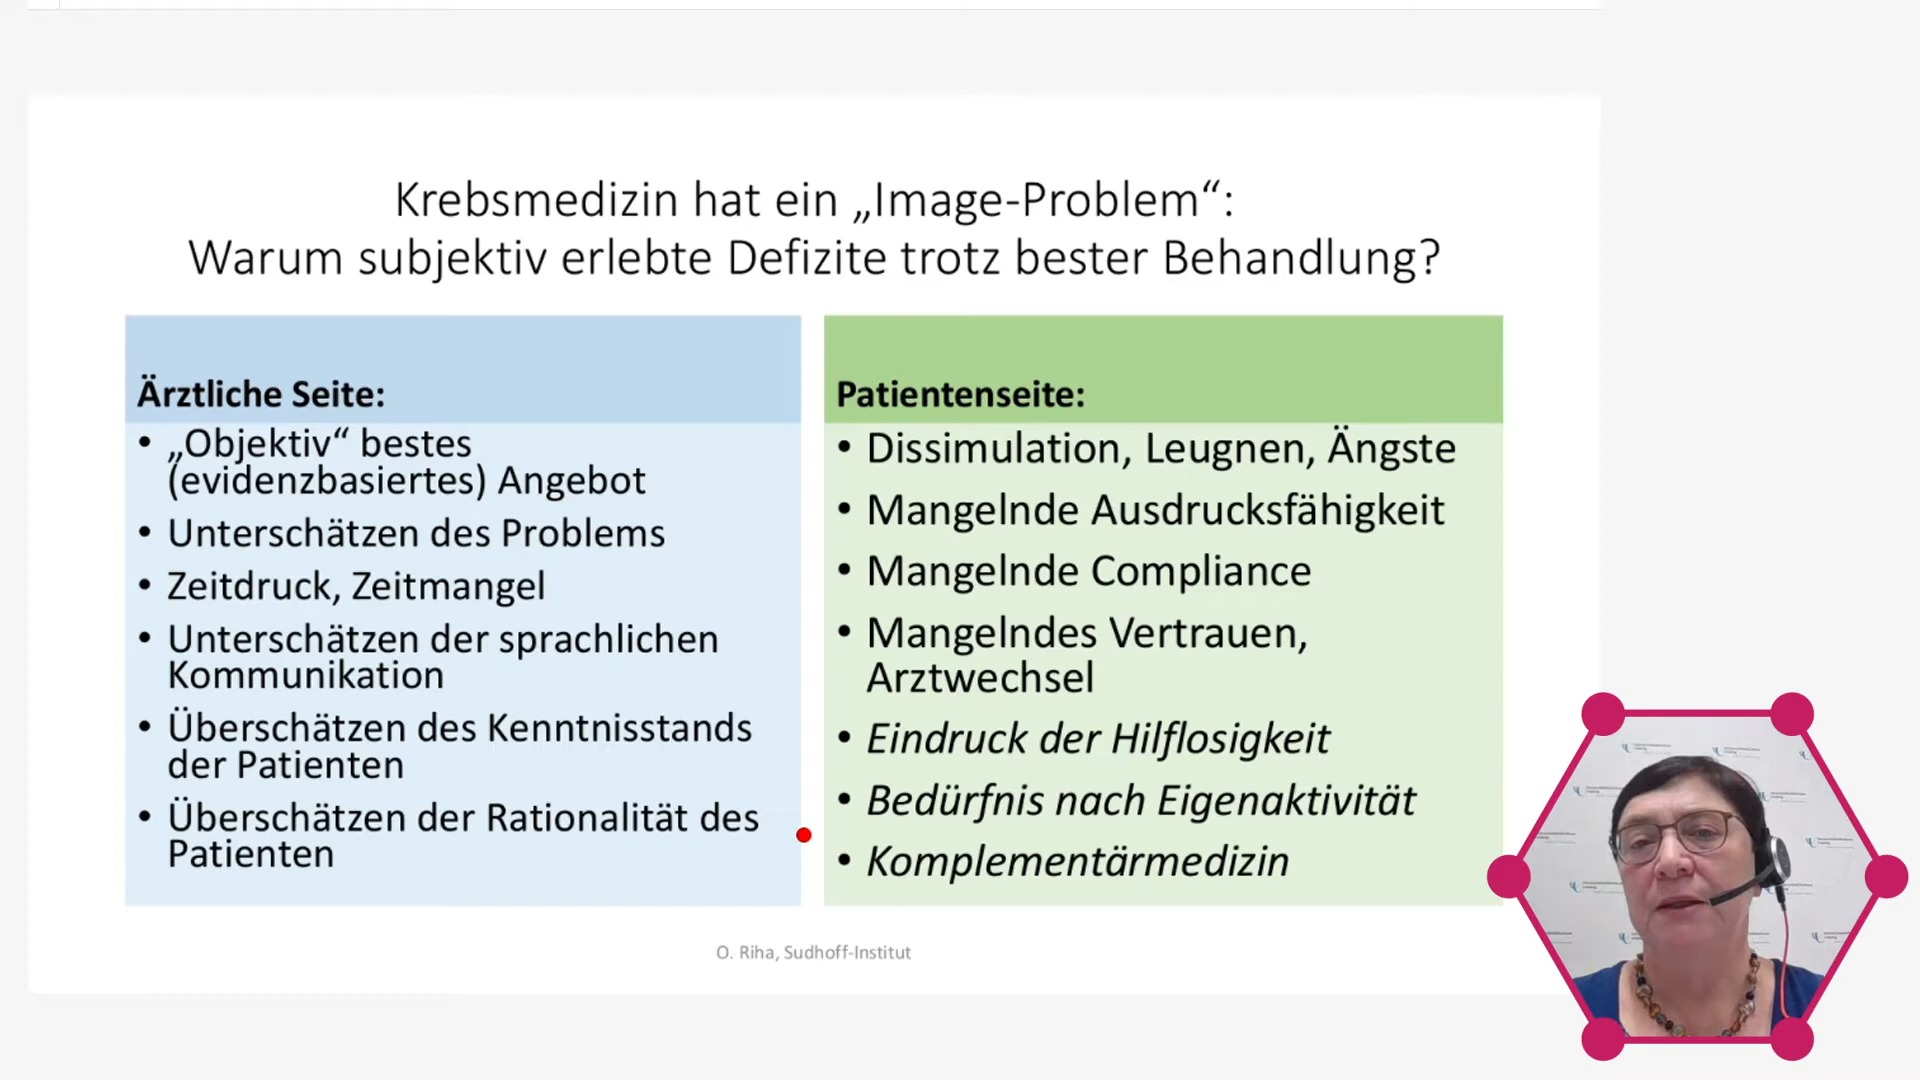 Krebsmedizin hat ein „Image-Problem“:
Warum subjektiv erlebte Defizite trotz bester Behandlung?
Ärztliche Seite:
• „Objektiv“ bestes
(evidenzbasiertes) Angebot
• Unterschätzen des Problems
• Zeitdruck, Zeitmangel
• Unterschätzen der sprachlichen
Kommunikation
• Überschätzen des Kenntnisstands
der Patienten
• Überschätzen der Rationalität des
Patienten
Patientenseite:
• Dissimulation, Leugnen, Ängste
• Mangelnde Ausdrucksfähigkeit
• Mangelnde Compliance
• Mangelndes Vertrauen,
Arztwechsel
• Eindruck der Hilflosigkeit
• Bedürfnis nach Eigenaktivität
• Komplementärmedizin
O. Riha, Sudhoff-Institut